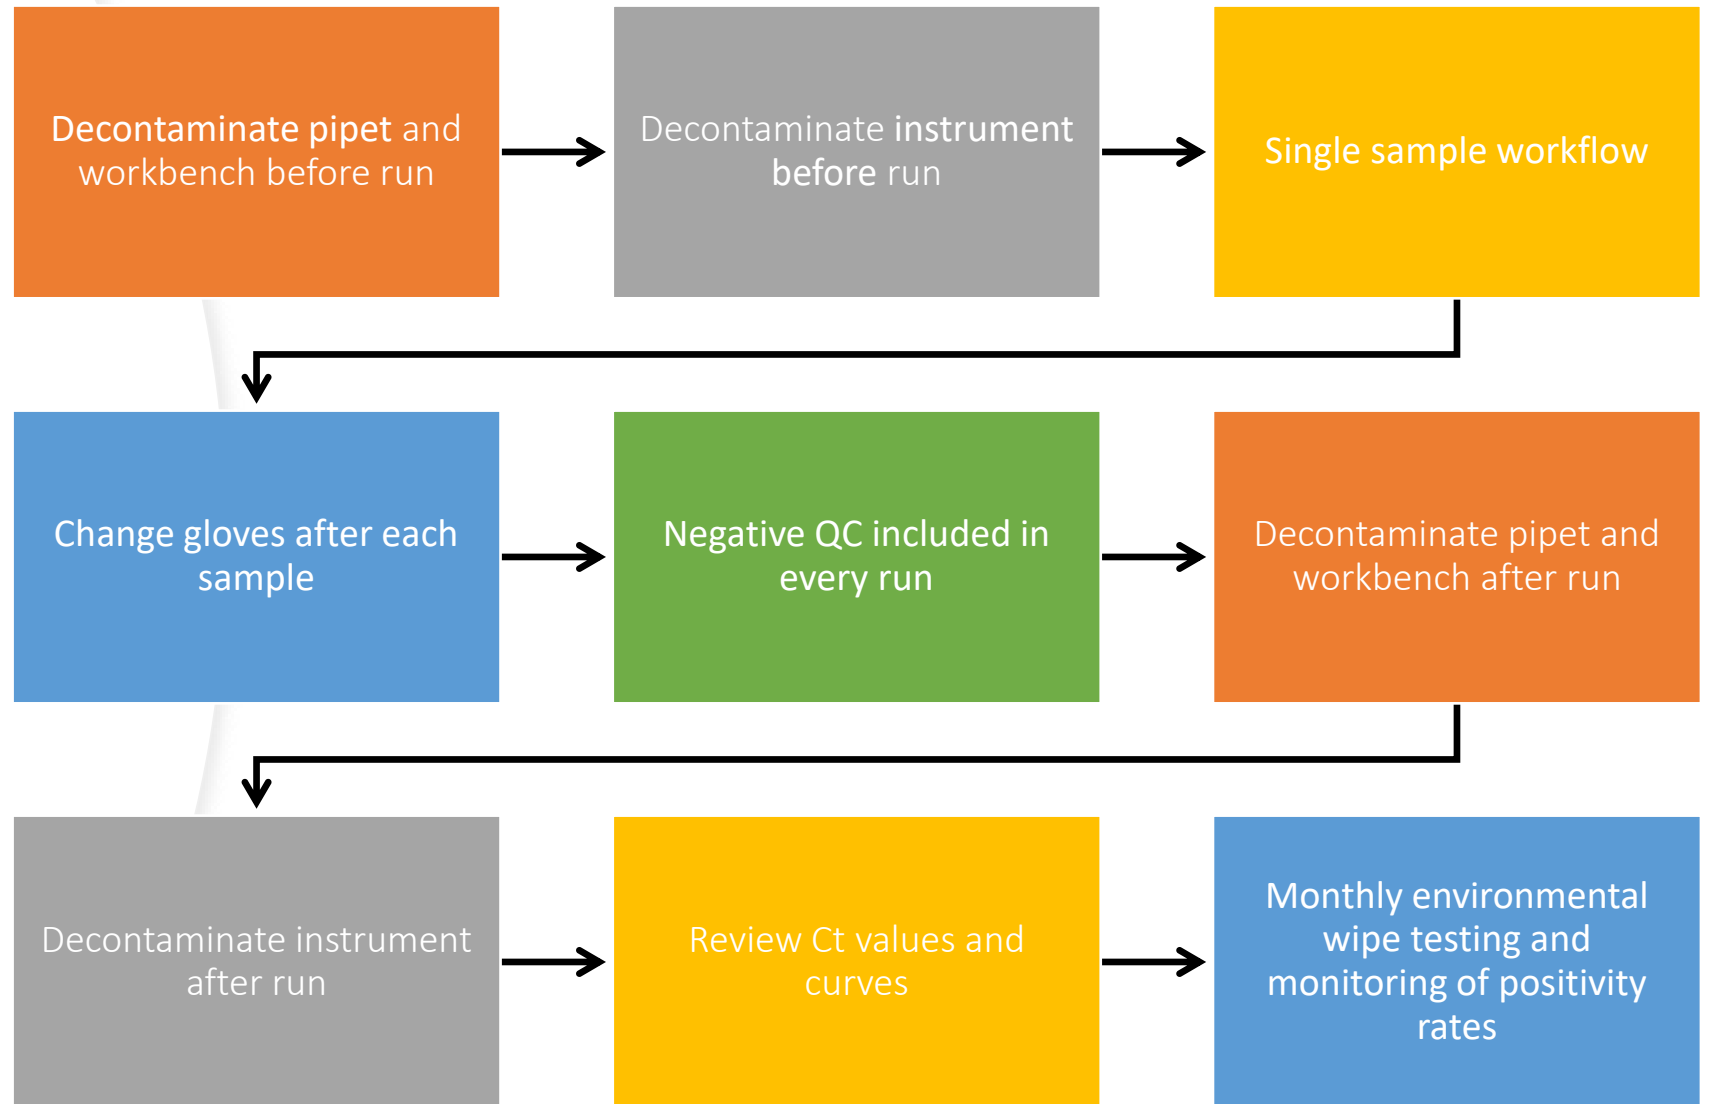 Decontaminate pipet and
workbench before run
Decontaminate instrument
before run
Single sample workflow
Change gloves after each
sample
Negative QC included in
every run
Decontaminate pipet and
workbench after run
Decontaminate instrument
after run
Review Ct values and
curves
Monthly environmental
wipe testing and
monitoring of positivity
rates